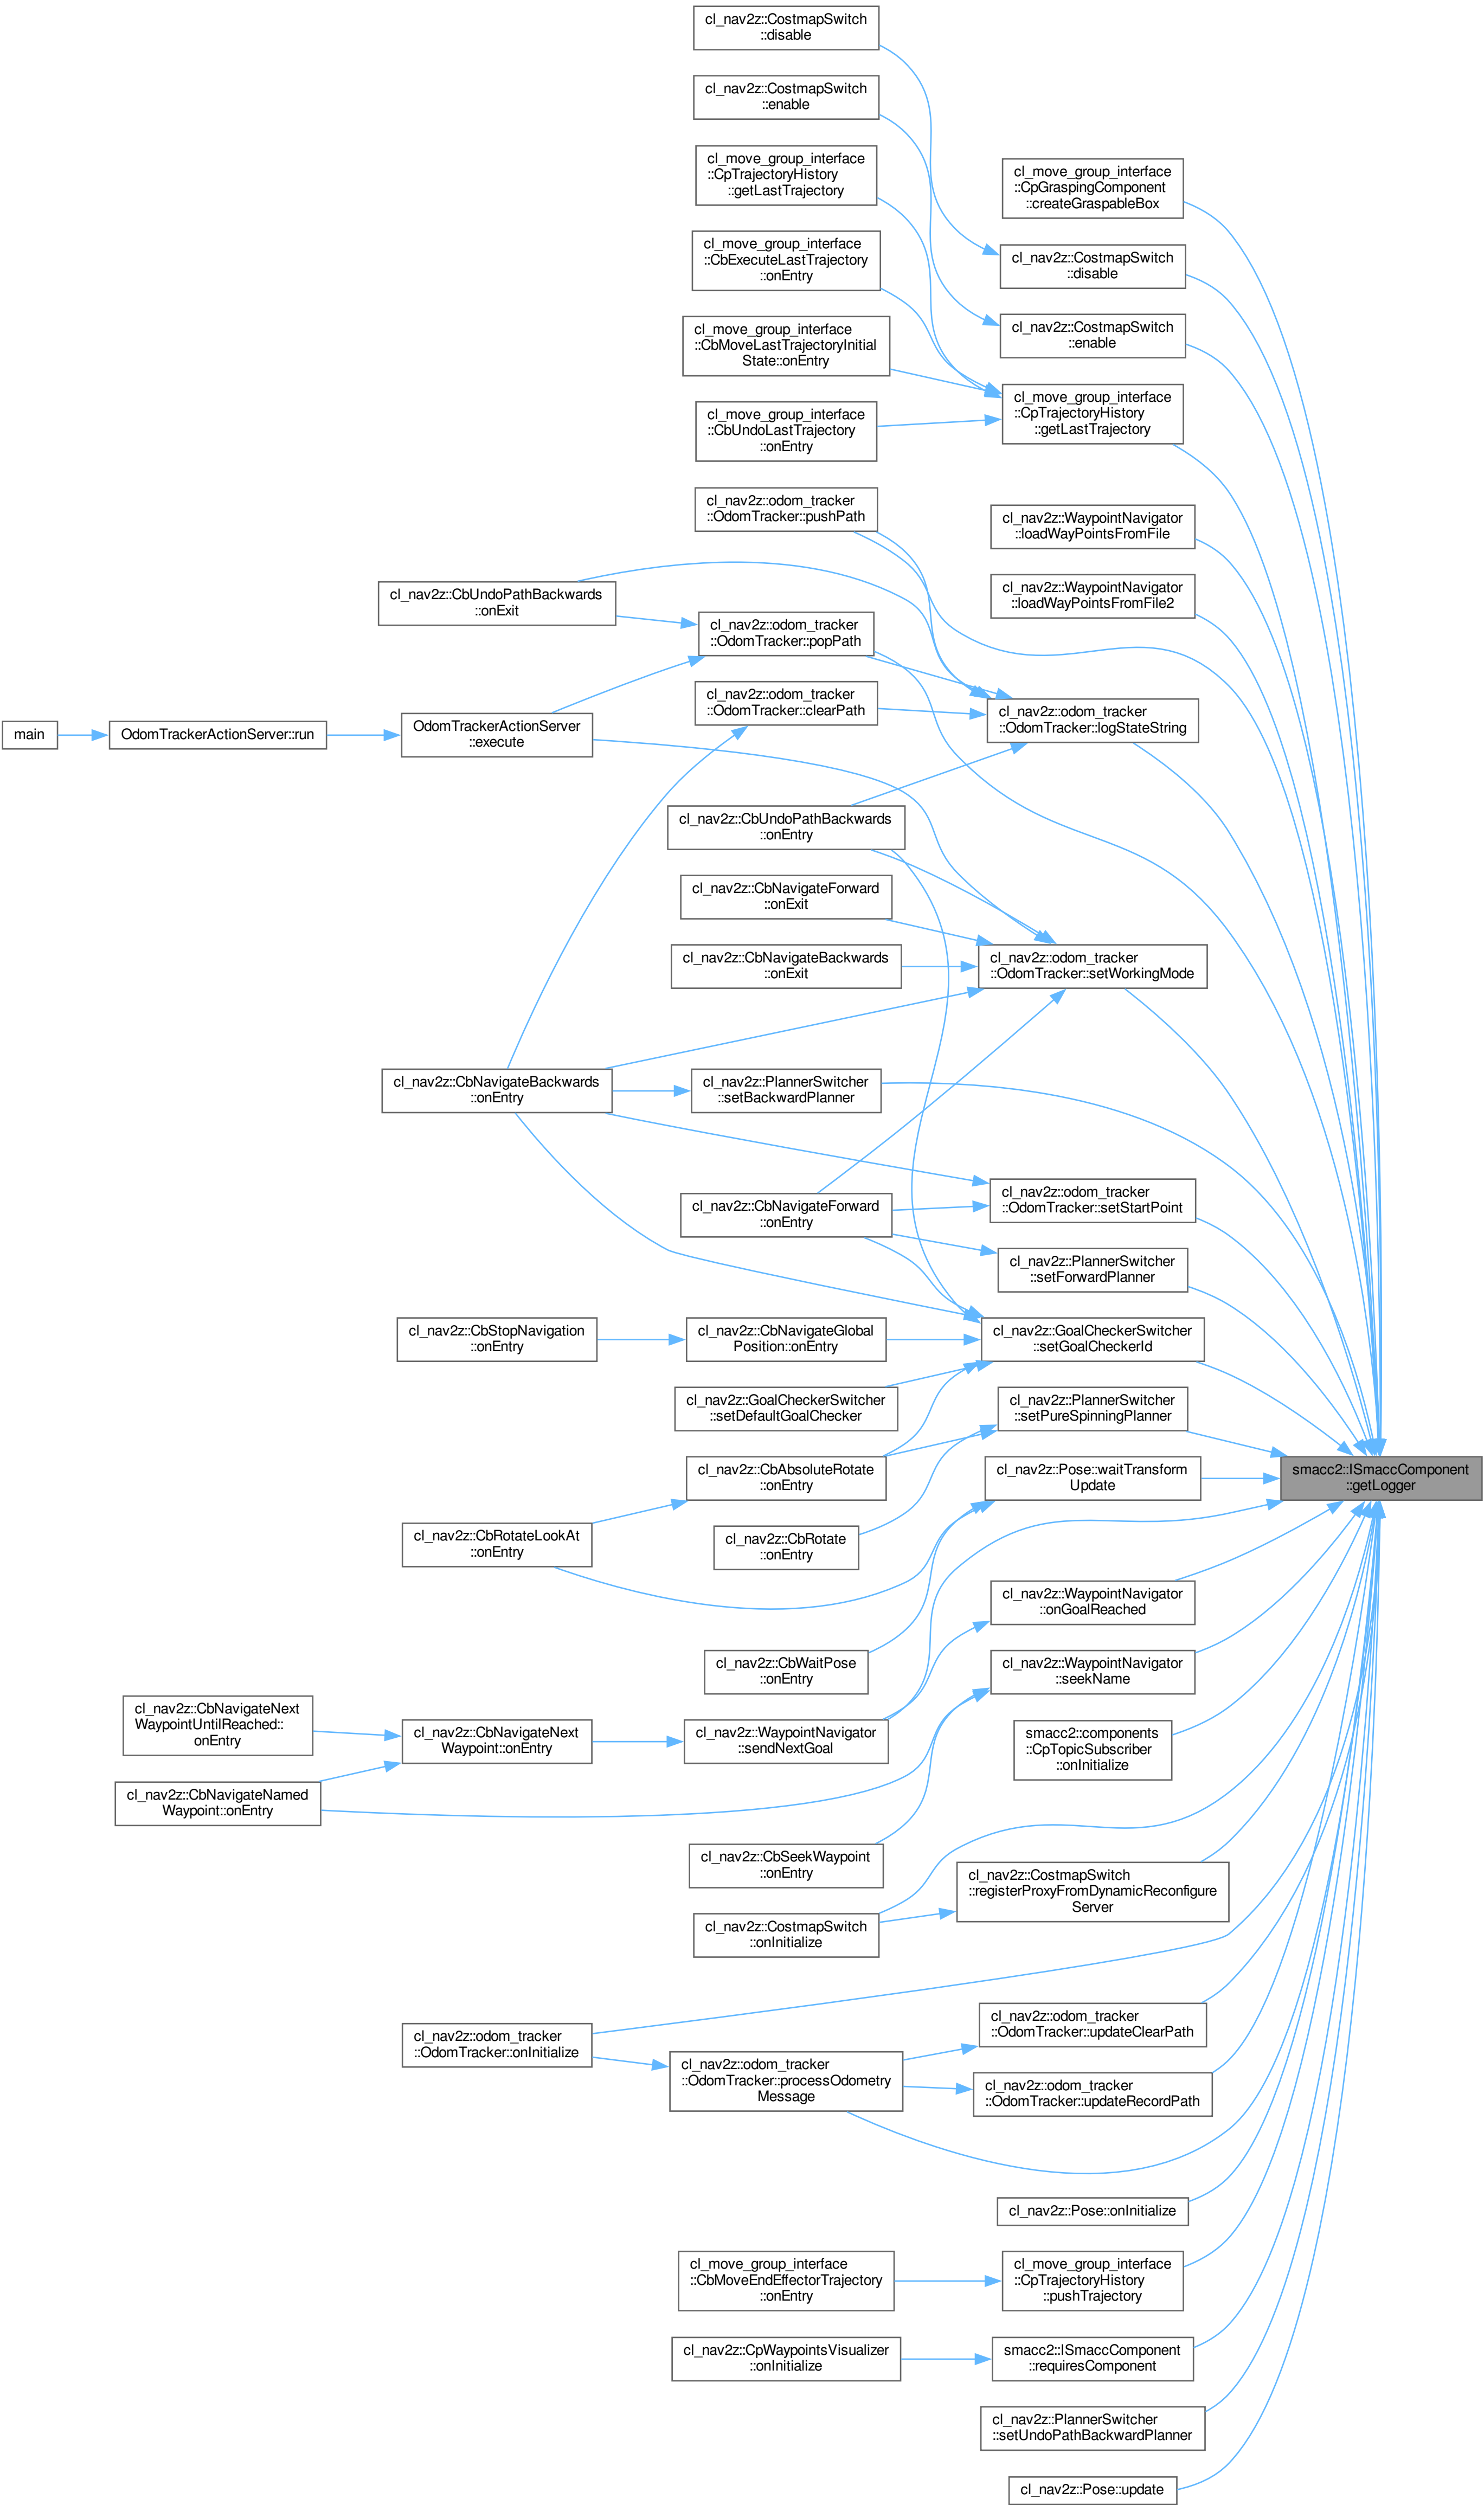 cl_nav2z::CostmapSwitch
::disable
cl_nav2z::CostmapSwitch
::enable
cl_move_group_interface
::CpTrajectoryHistory
::getLastTrajectory
cl_move_group_interface
::CpGraspingComponent
::createGraspableBox
cl_move_group_interface
::CbExecuteLastTrajectory
::onEntry
cl_nav2z::CostmapSwitch
::disable
cl_move_group_interface
::CbMoveLastTrajectoryInitial
State::onEntry
cl_nav2z::CostmapSwitch
::enable
cl_move_group_interface
::CbUndoLastTrajectory
::onEntry
cl_move_group_interface
::CpTrajectoryHistory
::getLastTrajectory
cl_nav2z::odom_tracker
::OdomTracker::pushPath
cl_nav2z::WaypointNavigator
::loadWayPointsFromFile
cl_nav2z::CbUndoPathBackwards
::onExit
cl_nav2z::WaypointNavigator
::loadWayPointsFromFile2
cl_nav2z::odom_tracker
::OdomTracker::popPath
main
OdomTrackerActionServer::run
OdomTrackerActionServer
::execute
cl_nav2z::odom_tracker
::OdomTracker::clearPath
cl_nav2z::odom_tracker
::OdomTracker::logStateString
cl_nav2z::CbUndoPathBackwards
::onEntry
cl_nav2z::CbNavigateForward
::onExit
cl_nav2z::CbNavigateBackwards
::onExit
cl_nav2z::odom_tracker
::OdomTracker::setWorkingMode
cl_nav2z::CbNavigateBackwards
::onEntry
cl_nav2z::PlannerSwitcher
::setBackwardPlanner
cl_nav2z::CbNavigateForward
::onEntry
cl_nav2z::odom_tracker
::OdomTracker::setStartPoint
cl_nav2z::PlannerSwitcher
::setForwardPlanner
cl_nav2z::CbStopNavigation
::onEntry
cl_nav2z::CbNavigateGlobal
Position::onEntry
cl_nav2z::GoalCheckerSwitcher
::setGoalCheckerId
cl_nav2z::GoalCheckerSwitcher
::setDefaultGoalChecker
cl_nav2z::PlannerSwitcher
::setPureSpinningPlanner
cl_nav2z::CbAbsoluteRotate
::onEntry
cl_nav2z::Pose::waitTransform
Update
smacc2::ISmaccComponent
::getLogger
cl_nav2z::CbRotateLookAt
::onEntry
cl_nav2z::CbRotate
::onEntry
cl_nav2z::WaypointNavigator
::onGoalReached
cl_nav2z::CbWaitPose
::onEntry
cl_nav2z::WaypointNavigator
::seekName
cl_nav2z::CbNavigateNext
WaypointUntilReached::
onEntry
cl_nav2z::CbNavigateNext
Waypoint::onEntry
cl_nav2z::WaypointNavigator
::sendNextGoal
smacc2::components
::CpTopicSubscriber
::onInitialize
cl_nav2z::CbNavigateNamed
Waypoint::onEntry
cl_nav2z::CbSeekWaypoint
::onEntry
cl_nav2z::CostmapSwitch
::registerProxyFromDynamicReconfigure
Server
cl_nav2z::CostmapSwitch
::onInitialize
cl_nav2z::odom_tracker
::OdomTracker::updateClearPath
cl_nav2z::odom_tracker
::OdomTracker::onInitialize
cl_nav2z::odom_tracker
::OdomTracker::processOdometry
Message
cl_nav2z::odom_tracker
::OdomTracker::updateRecordPath
cl_nav2z::Pose::onInitialize
cl_move_group_interface
::CbMoveEndEffectorTrajectory
::onEntry
cl_move_group_interface
::CpTrajectoryHistory
::pushTrajectory
cl_nav2z::CpWaypointsVisualizer
::onInitialize
smacc2::ISmaccComponent
::requiresComponent
cl_nav2z::PlannerSwitcher
::setUndoPathBackwardPlanner
cl_nav2z::Pose::update